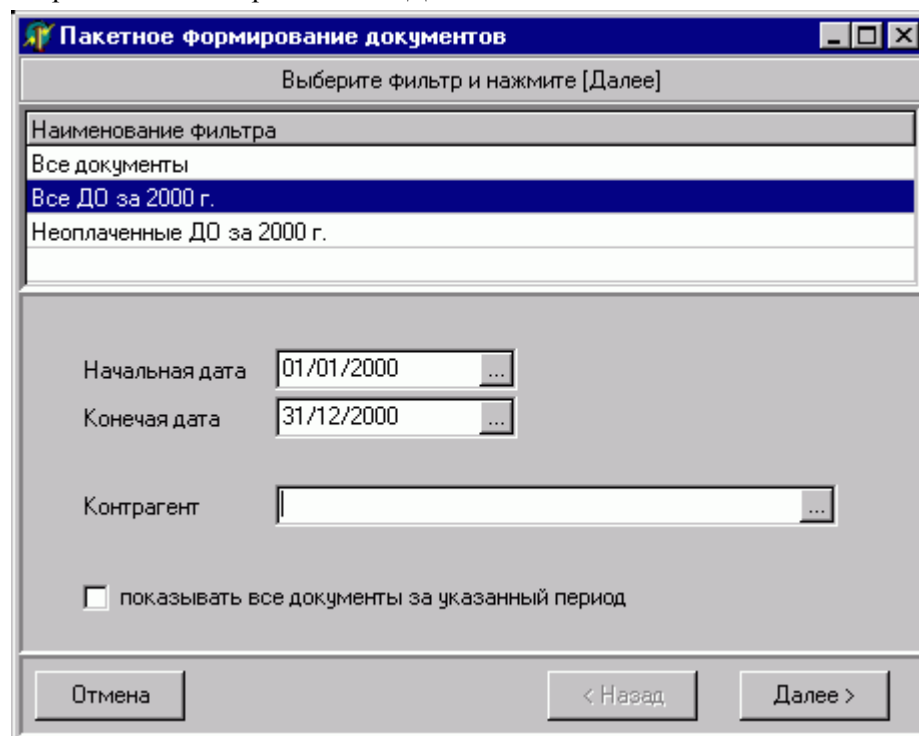 Пакетное формирование документов
Выберите фильтр и нажмите [Далее]
Наименование фильтра
Все документы
Все ДО за 2000 г.
Неоплаченные ДО за 2000 г.
Начальная дата 01/01/2000 ...
Конечая дата 31/12/2000 ...
Контрагент ...
показывать все документы за указанный период
Отмена < Назад Далее >